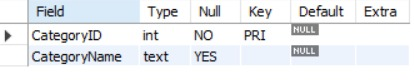 Field Type Null Key Default Extra
CategoryID int NO PRI NULL
CategoryName text YES NULL